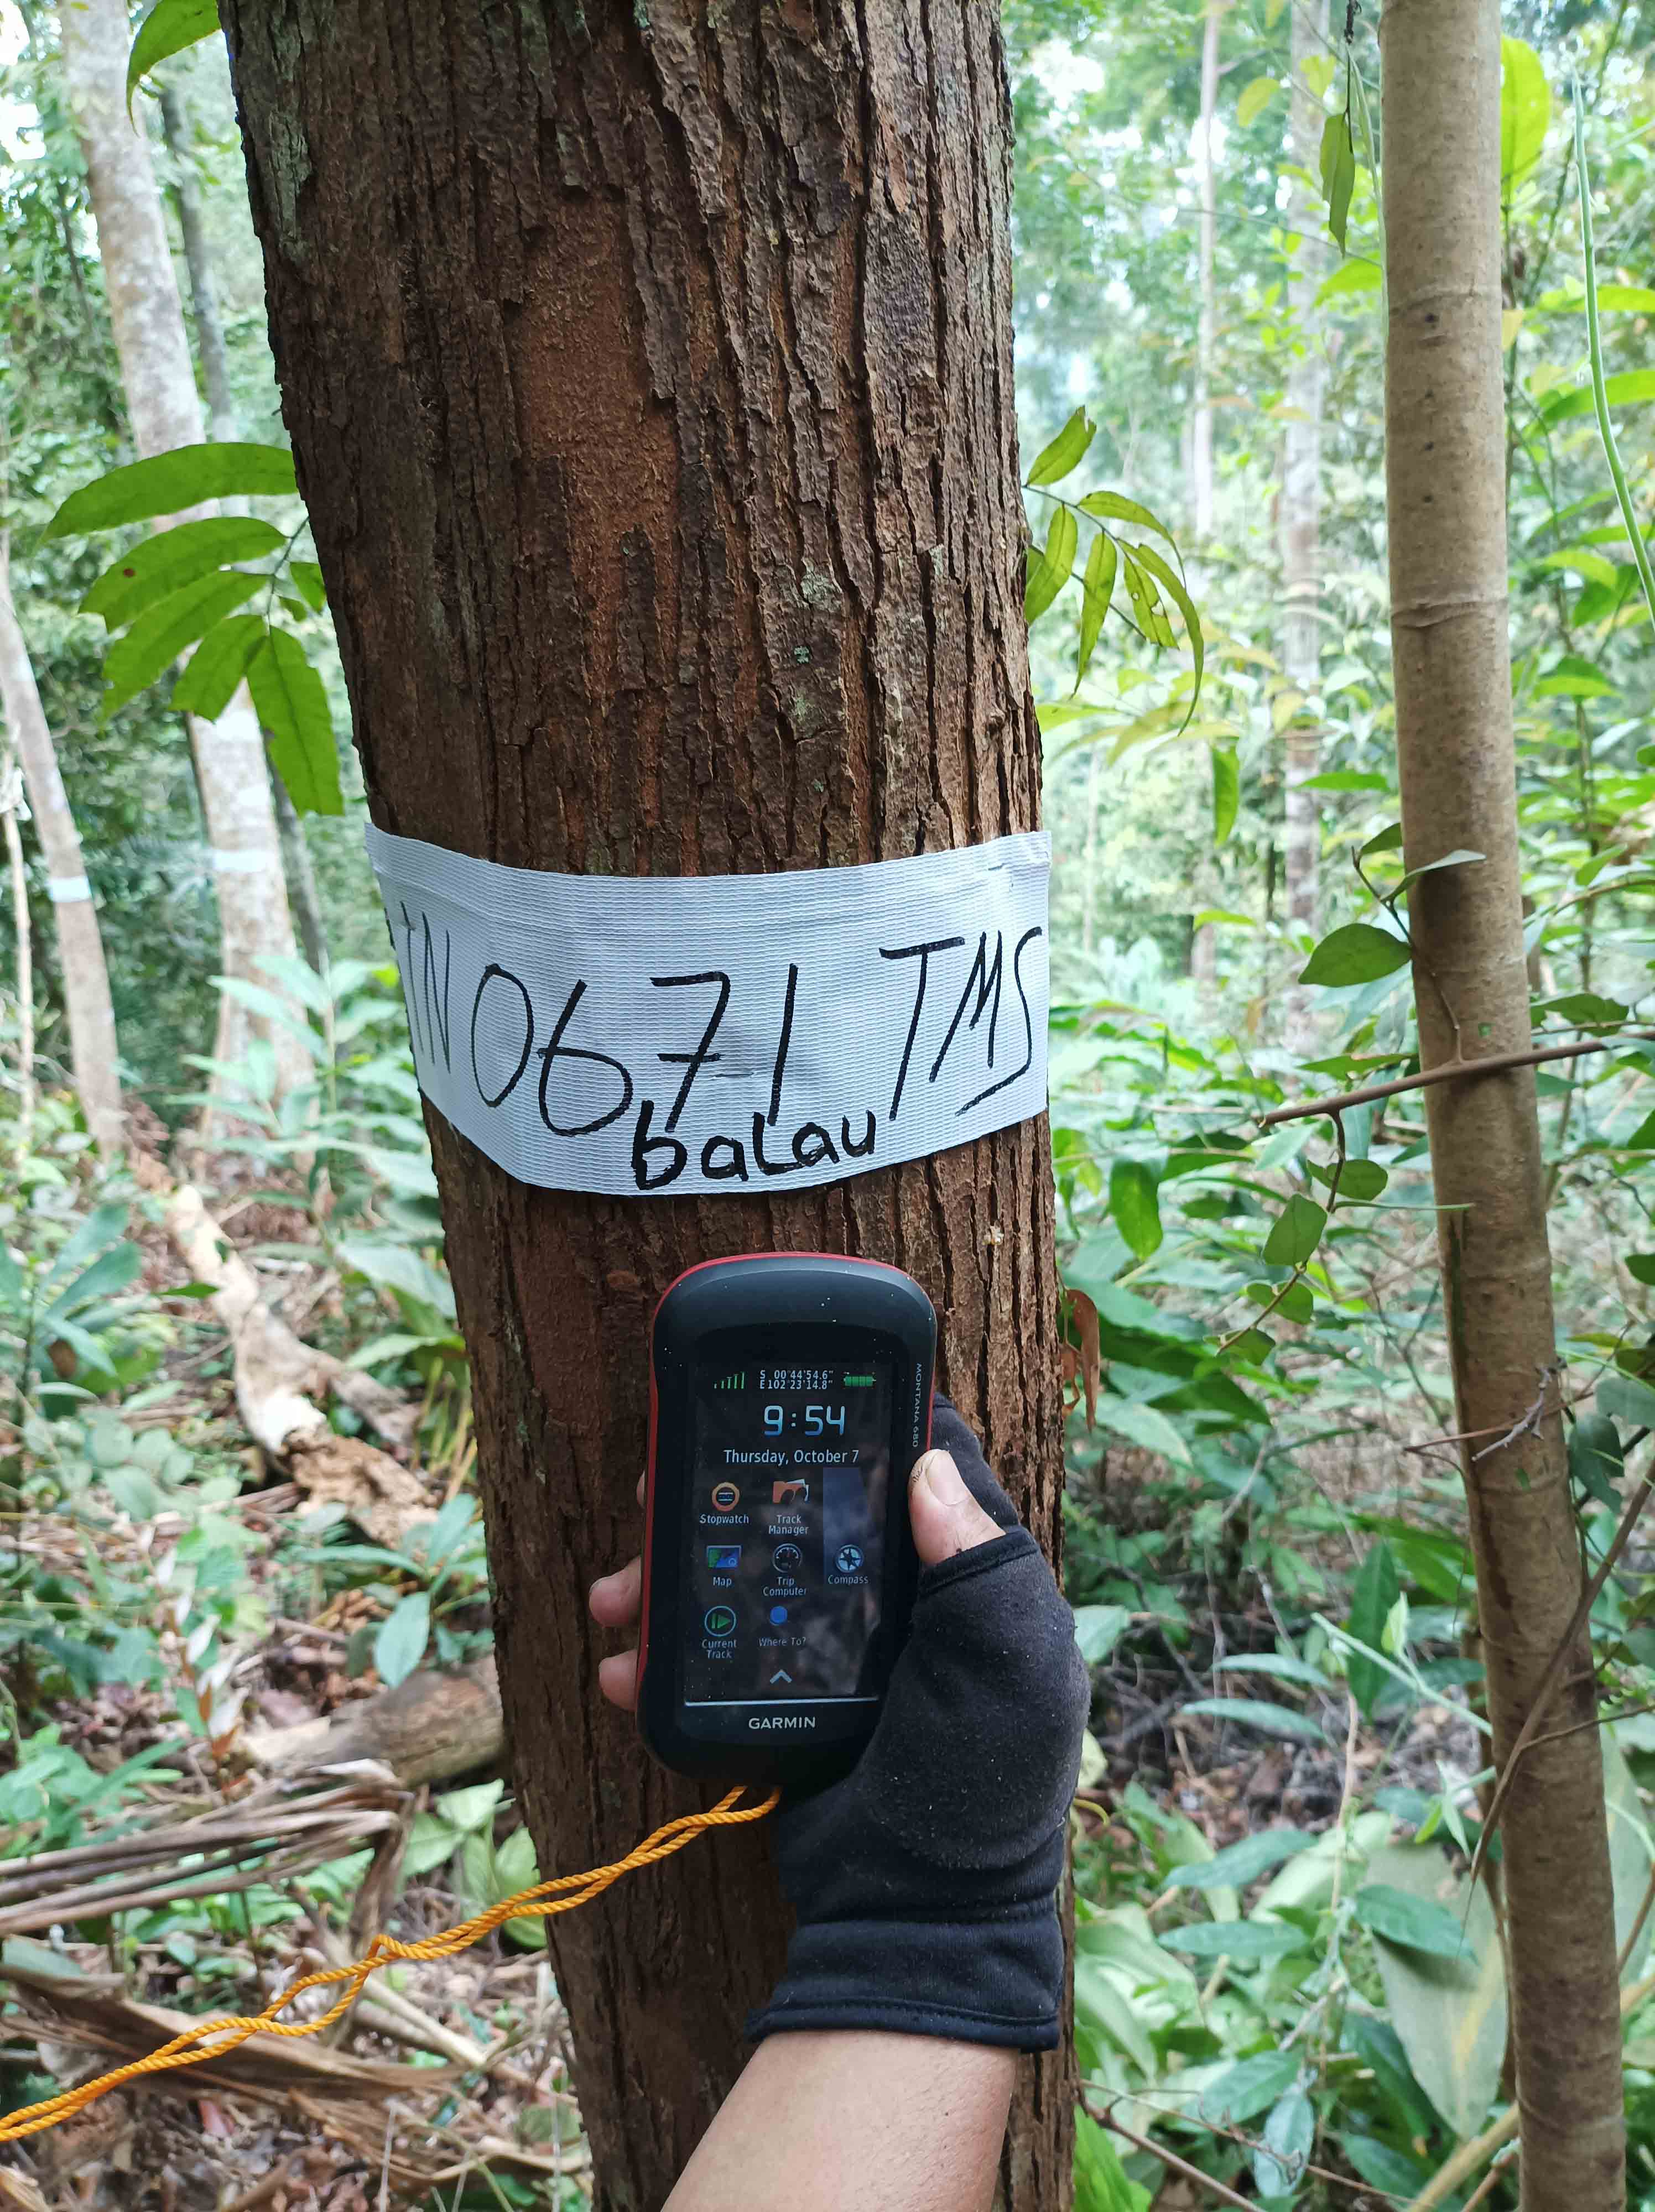 TN 0671 TMS
balau
S 00°44'54.6"
E102°23'14.8"
9:54
Thursday, October 7
Stopwatch
Track
Manager
Map
Trip
Computer
Compass
Current
Track
Where To?
GARMIN
MONTANA 680